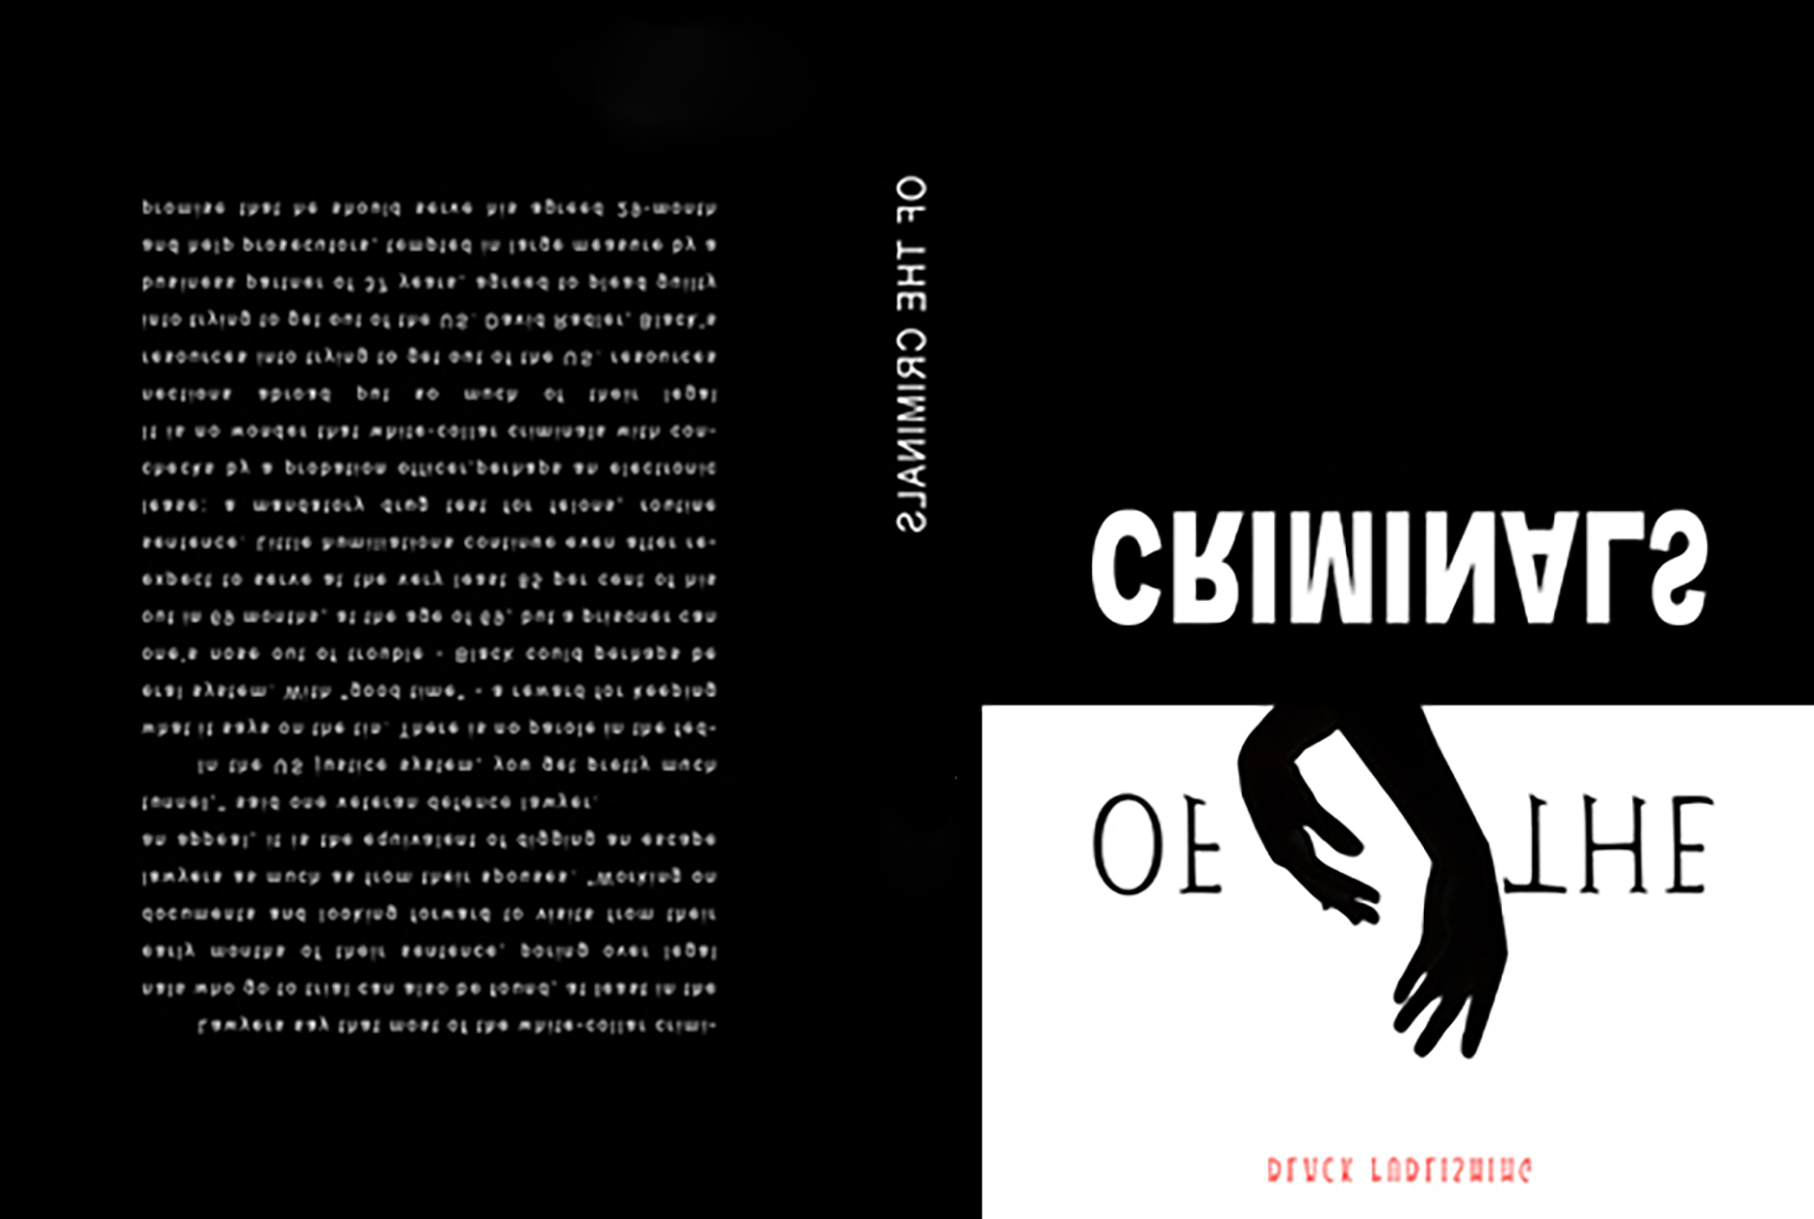 BLACK PUBLISHING
OF THE
CRIMINALS
OF THE CRIMINALS
Lawyers say that most of the white-collar crimi-
nals who go to trial can also be found, at least in the
early months of their sentence, poring over legal
documents and looking forward to visits from their
lawyers as much as from their spouses. "Working on
an appeal, it is the equivalent of digging an escape
tunnel," said one veteran defence lawyer.
In the US justice system, you get pretty much
what it says on the tin. There is no parole in the fed-
eral system. With "good time" - a reward for keeping
one's nose out of trouble - Black could perhaps be
out in 69 months, at the age of 69, but a prisoner can
expect to serve at the very least 85 per cent of his
sentence. Little humiliations continue even after re-
lease: a mandatory drug test for felons, routine
checks by a probation officer,perhaps an electronic
It is no wonder that white-collar criminals with con-
nections abroad put so much of their legal
resources into trying to get out of the US. resources
into trying to get out of the US. David Radler, Black's
business partner of 37 years, agreed to plead guilty
and help prosecutors, tempted in large measure by a
promise that he should serve his agreed 29-month